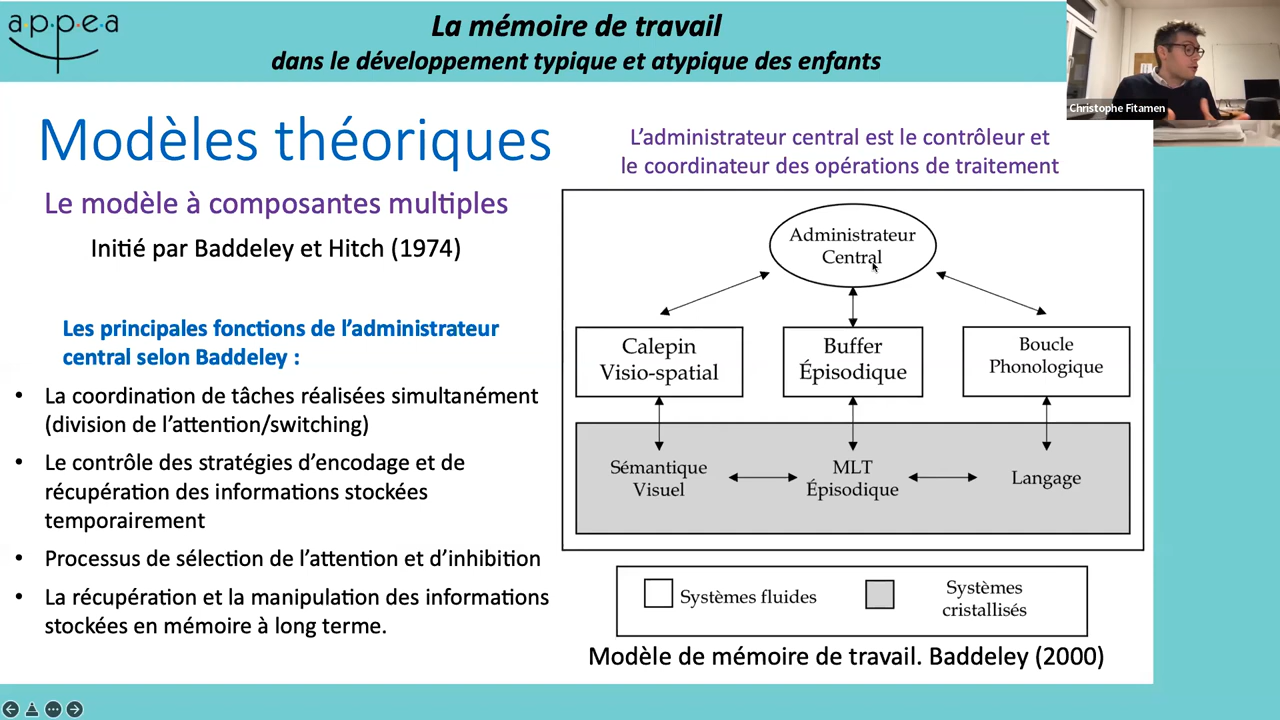 appea
La mémoire de travail
dans le développement typique et atypique des enfants
Christophe Fitamen
Modèles théoriques
Le modèle à composantes multiples
Initié par Baddeley et Hitch (1974)
Les principales fonctions de l’administrateur
central selon Baddeley :
• La coordination de tâches réalisées simultanément
(division de l’attention/switching)
• Le contrôle des stratégies d’encodage et de
récupération des informations stockées
temporairement
• Processus de sélection de l’attention et d’inhibition
• La récupération et la manipulation des informations
stockées en mémoire à long terme.
L’administrateur central est le contrôleur et
le coordinateur des opérations de traitement
Administrateur
Central
Calepin
Visio-spatial
Buffer
Épisodique
Boucle
Phonologique
Sémantique
Visuel
MLT
Épisodique
Langage
Systèmes fluides
Systèmes
cristallisés
Modèle de mémoire de travail. Baddeley (2000)